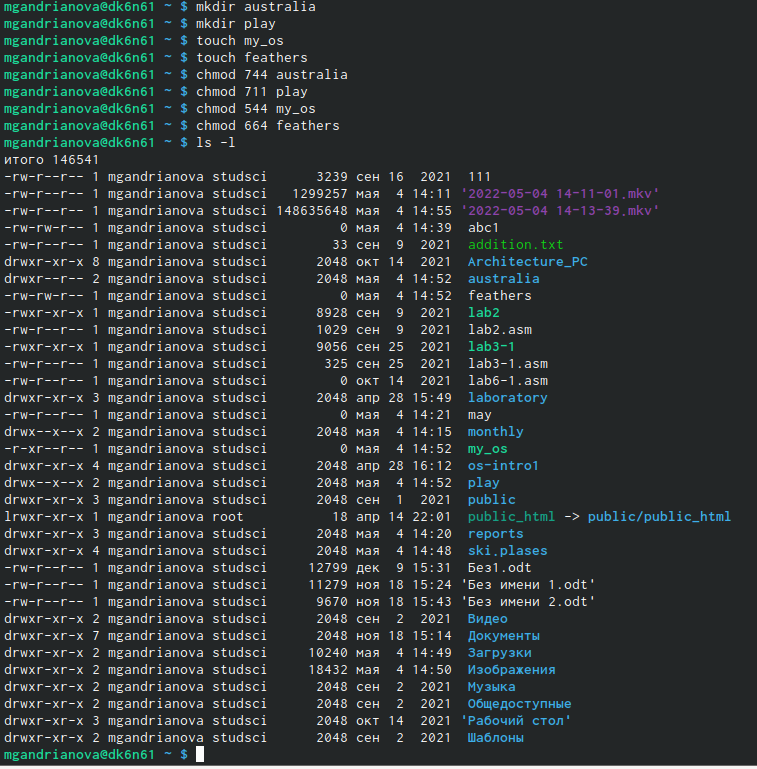 mgandrianova@dk6n61 ~ $ mkdir australia
mgandrianova@dk6n61 ~ $ mkdir play
mgandrianova@dk6n61 ~ $ touch my_os
mgandrianova@dk6n61 ~ $ touch feathers
mgandrianova@dk6n61 ~ $ chmod 744 australia
mgandrianova@dk6n61 ~ $ chmod 711 play
mgandrianova@dk6n61 ~ $ chmod 544 my_os
mgandrianova@dk6n61 ~ $ chmod 664 feathers
mgandrianova@dk6n61 ~ $ ls -l
итого 146541
-rw-r--r-- 1 mgandrianova studsci      3239 сен 16  2021  111
-rw-r--r-- 1 mgandrianova studsci   1299257 мая  4 14:11 '2022-05-04 14-11-01.mkv'
-rw-r--r-- 1 mgandrianova studsci 148635648 мая  4 14:55 '2022-05-04 14-13-39.mkv'
-rw-rw-r-- 1 mgandrianova studsci         0 мая  4 14:39  abc1
-rw-r--r-- 1 mgandrianova studsci        33 сен  9  2021  addition.txt
drwxr-xr-x 8 mgandrianova studsci      2048 окт 14  2021  Architecture_PC
drwxr--r-- 2 mgandrianova studsci      2048 мая  4 14:52  australia
-rw-rw-r-- 1 mgandrianova studsci         0 мая  4 14:52  feathers
-rwxr-xr-x 1 mgandrianova studsci      8928 сен  9  2021  lab2
-rw-r--r-- 1 mgandrianova studsci      1029 сен  9  2021  lab2.asm
-rwxr-xr-x 1 mgandrianova studsci      9056 сен 25  2021  lab3-1
-rw-r--r-- 1 mgandrianova studsci       325 сен 25  2021  lab3-1.asm
-rw-r--r-- 1 mgandrianova studsci         0 окт 14  2021  lab6-1.asm
drwxr-xr-x 3 mgandrianova studsci      2048 апр 28 15:49  laboratory
-rw-r--r-- 1 mgandrianova studsci         0 мая  4 14:21  may
drwx--x--x 2 mgandrianova studsci      2048 мая  4 14:15  monthly
-r-xr--r-- 1 mgandrianova studsci         0 мая  4 14:52  my_os
drwxr-xr-x 4 mgandrianova studsci      2048 апр 28 16:12  os-intro1
drwx--x--x 2 mgandrianova studsci      2048 мая  4 14:52  play
drwxr-xr-x 3 mgandrianova studsci      2048 сен  1  2021  public
lrwxr-xr-x 1 mgandrianova root           18 апр 14 22:01  public_html -> public/public_html
drwxr-xr-x 3 mgandrianova studsci      2048 мая  4 14:20  reports
drwxr-xr-x 4 mgandrianova studsci      2048 мая  4 14:48  ski.plases
-rw-r--r-- 1 mgandrianova studsci     12799 дек  9 15:31  Без1.odt
-rw-r--r-- 1 mgandrianova studsci     11279 ноя 18 15:24 'Без имени 1.odt'
-rw-r--r-- 1 mgandrianova studsci      9670 ноя 18 15:43 'Без имени 2.odt'
drwxr-xr-x 2 mgandrianova studsci      2048 сен  2  2021  Видео
drwxr-xr-x 7 mgandrianova studsci      2048 ноя 18 15:14  Документы
drwxr-xr-x 2 mgandrianova studsci     10240 мая  4 14:49  Загрузки
drwxr-xr-x 2 mgandrianova studsci     18432 мая  4 14:50  Изображения
drwxr-xr-x 2 mgandrianova studsci      2048 сен  2  2021  Музыка
drwxr-xr-x 2 mgandrianova studsci      2048 сен  2  2021  Общедоступные
drwxr-xr-x 3 mgandrianova studsci      2048 окт 14  2021 'Рабочий стол'
drwxr-xr-x 2 mgandrianova studsci      2048 сен  2  2021  Шаблоны
mgandrianova@dk6n61 ~ $